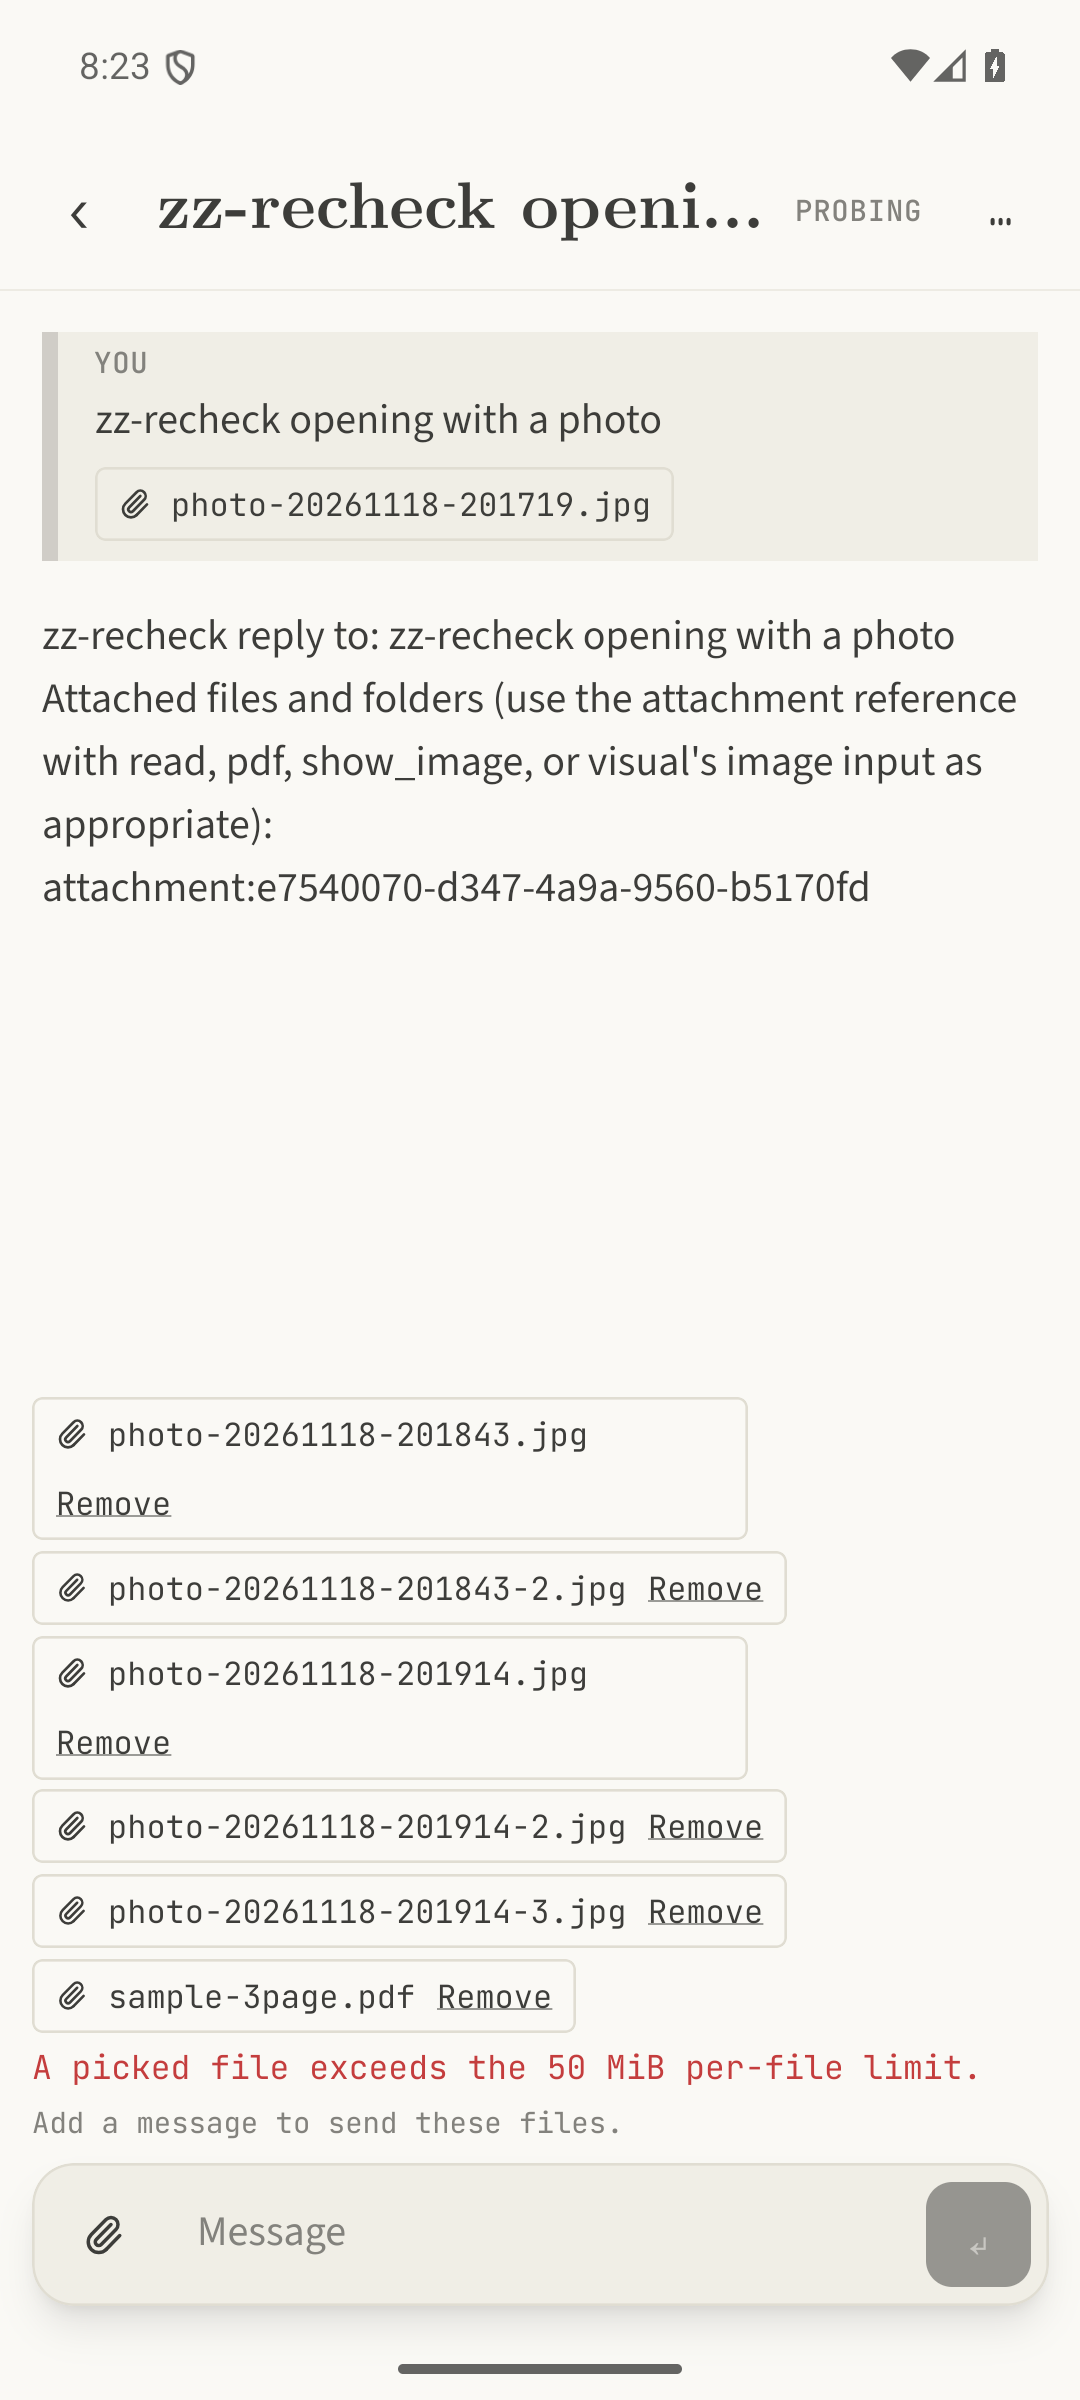 8:23
‹ zz-recheck openi... PROBING ...
YOU
zz-recheck opening with a photo
photo-20261118-201719.jpg
zz-recheck reply to: zz-recheck opening with a photo
Attached files and folders (use the attachment reference
with read, pdf, show_image, or visual's image input as
appropriate):
attachment:e7540070-d347-4a9a-9560-b5170fd
photo-20261118-201843.jpg
Remove
photo-20261118-201843-2.jpg Remove
photo-20261118-201914.jpg
Remove
photo-20261118-201914-2.jpg Remove
photo-20261118-201914-3.jpg Remove
sample-3page.pdf Remove
A picked file exceeds the 50 MiB per-file limit.
Add a message to send these files.
Message